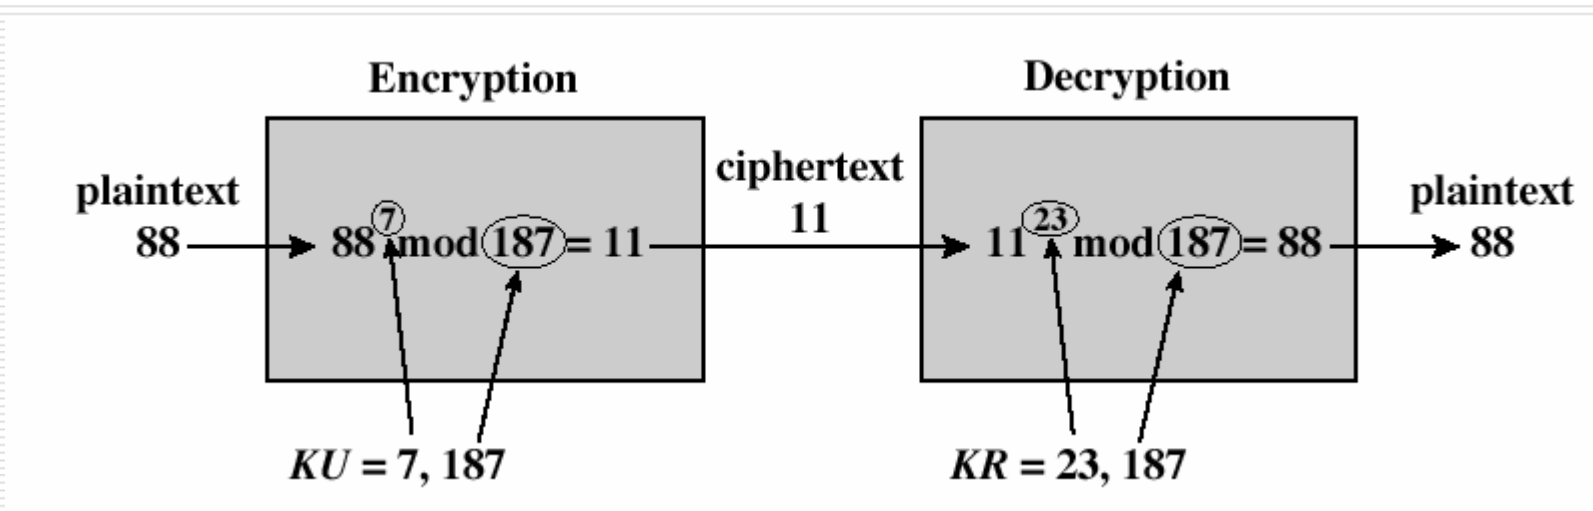 Encryption
Decryption
plaintext
88
88^7 mod 187 = 11
KU = 7, 187
ciphertext
11
11^23 mod 187 = 88
KR = 23, 187
plaintext
88